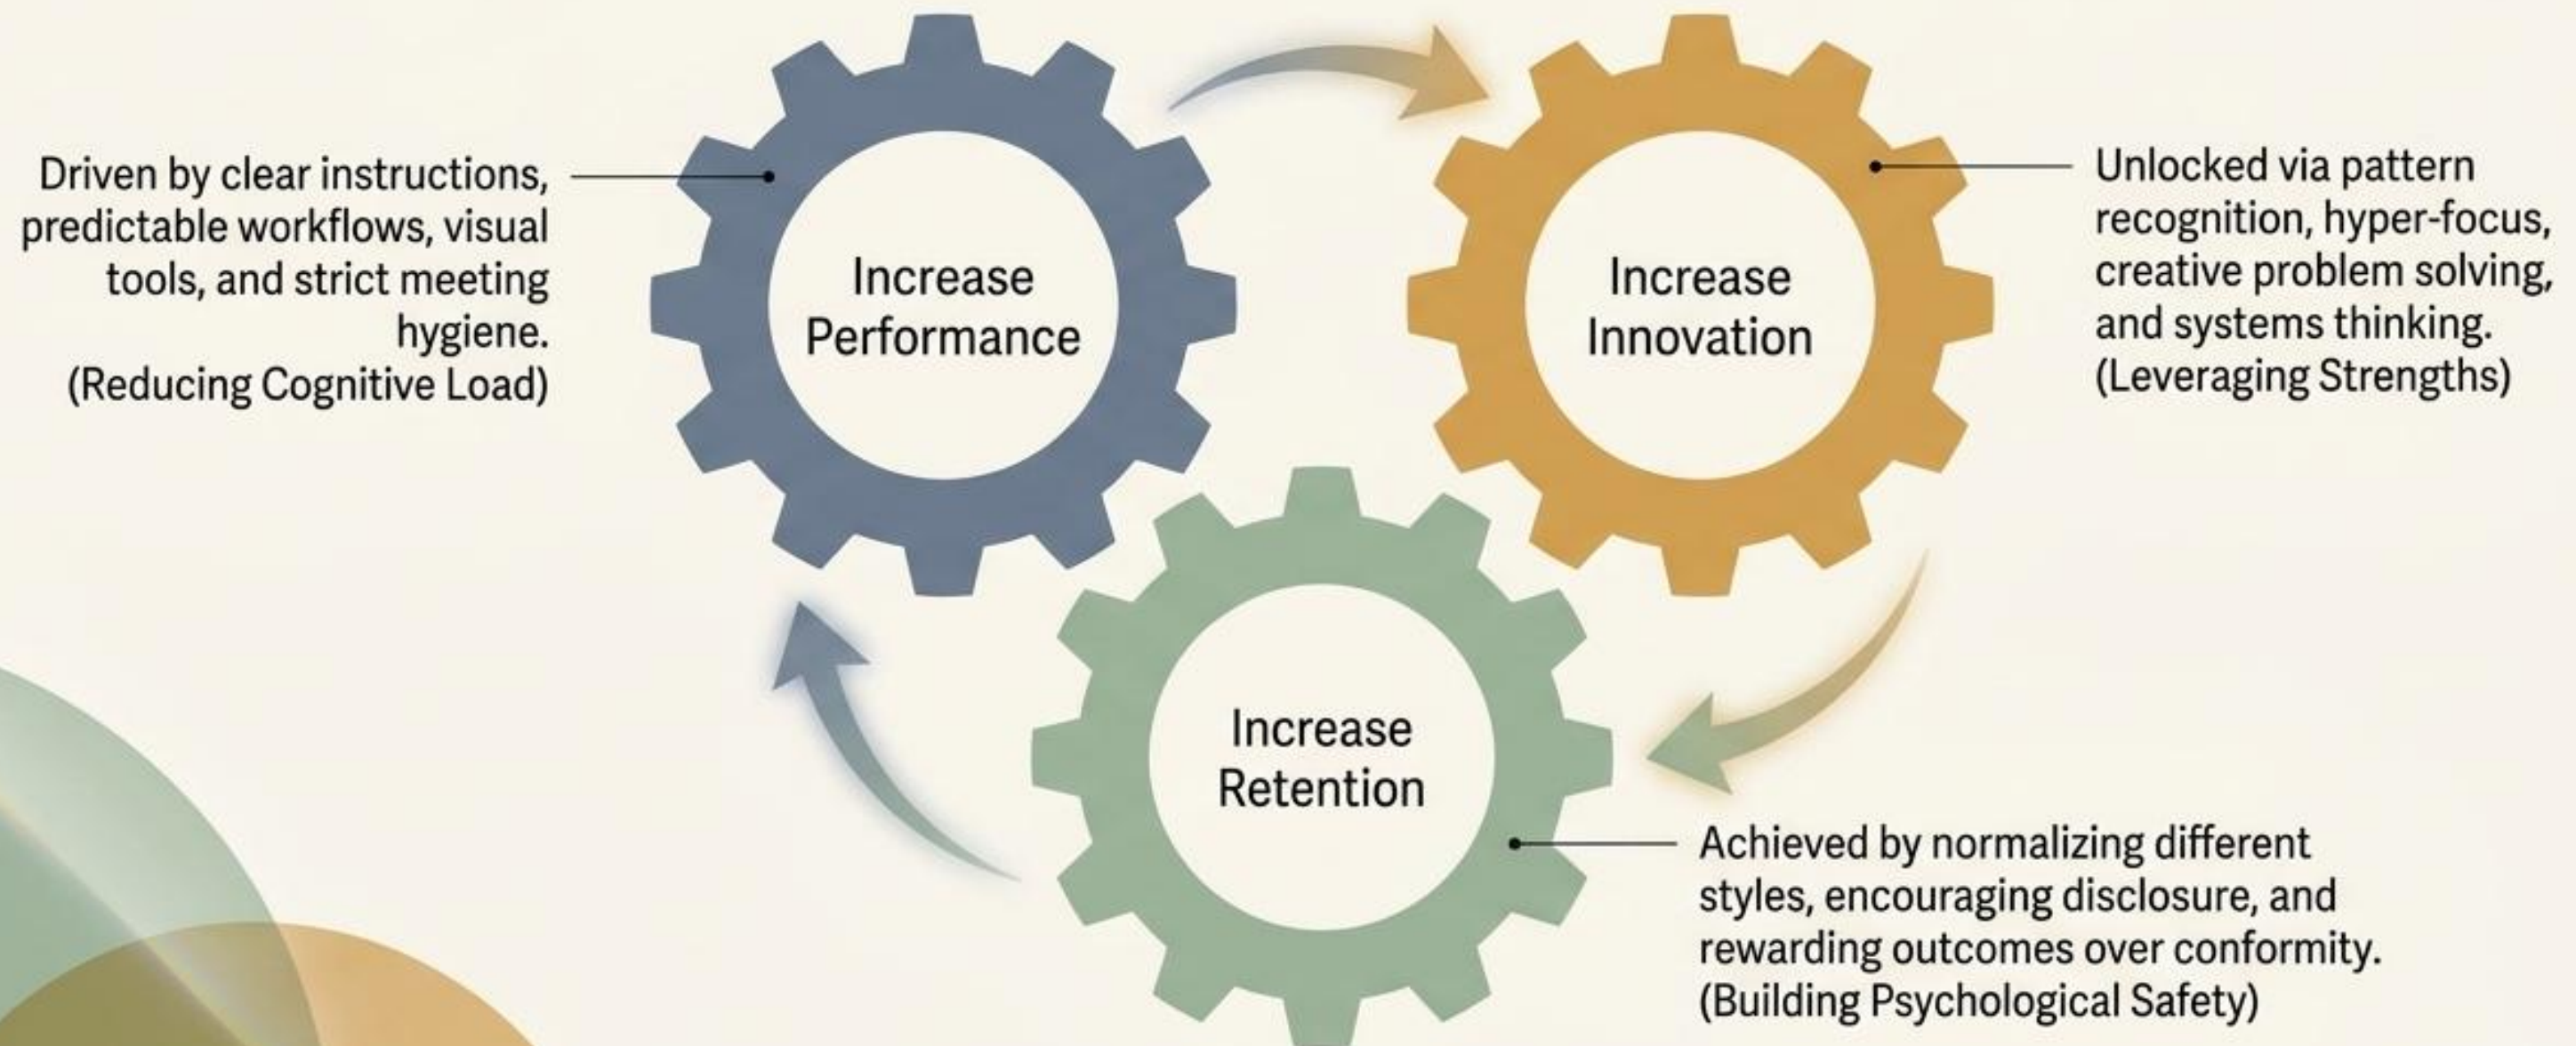 Driven by clear instructions,
predictable workflows, visual
tools, and strict meeting
hygiene.
(Reducing Cognitive Load)
Increase
Performance
Increase
Innovation
Unlocked via pattern
recognition, hyper-focus,
creative problem solving,
and systems thinking.
(Leveraging Strengths)
Increase
Retention
Achieved by normalizing different
styles, encouraging disclosure, and
rewarding outcomes over conformity.
(Building Psychological Safety)